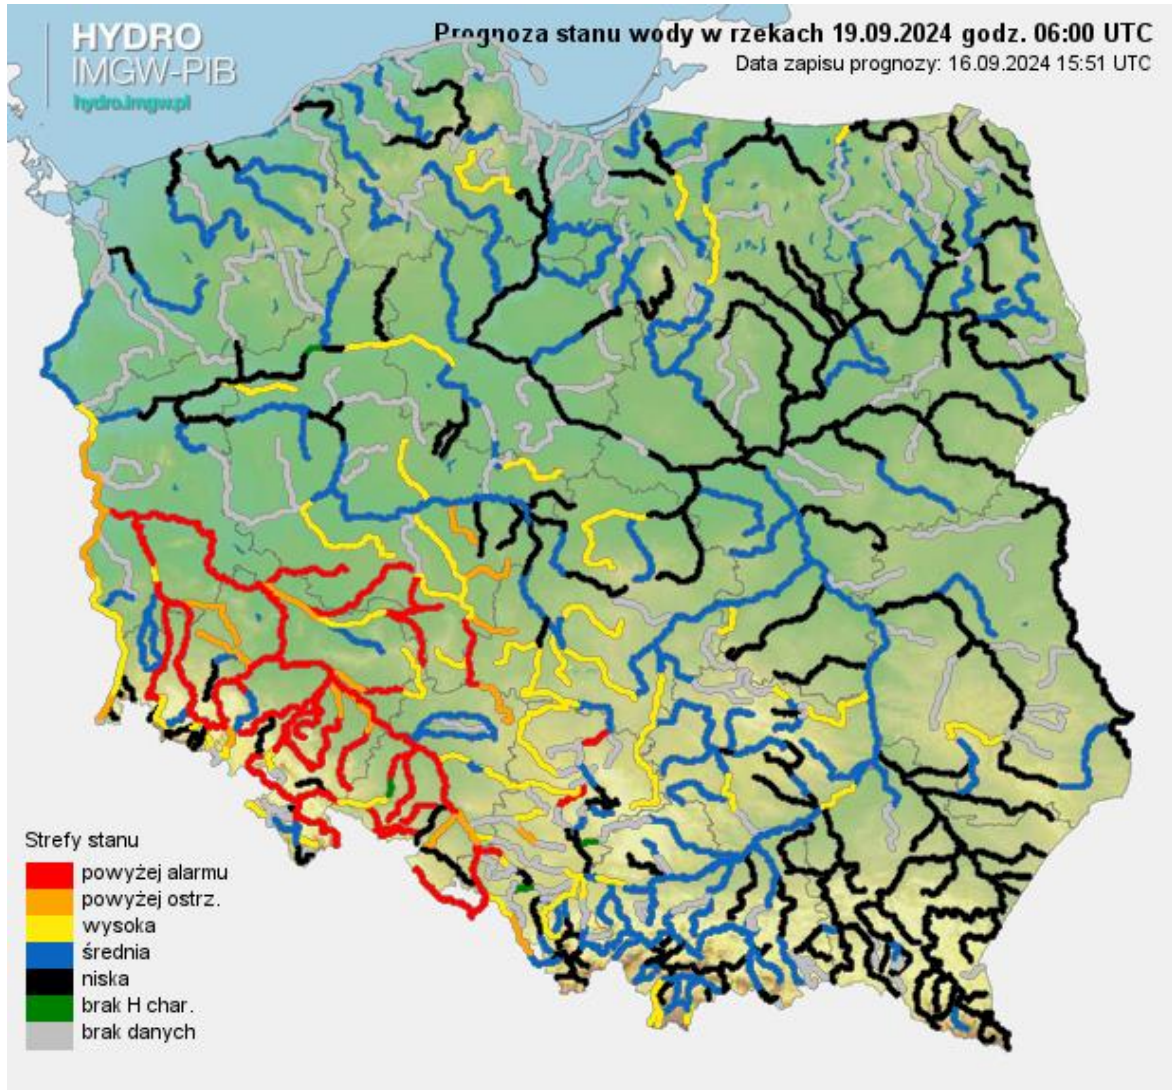 HYDRO
IMGW-PIB
hydro.imgw.pl
Prognoza stanu wody w rzekach 19.09.2024 godz. 06:00 UTC
Data zapisu prognozy: 16.09.2024 15:51 UTC
Strefy stanu
powyżej alarmu
powyżej ostrz.
wysoka
średnia
niska
brak H char.
brak danych